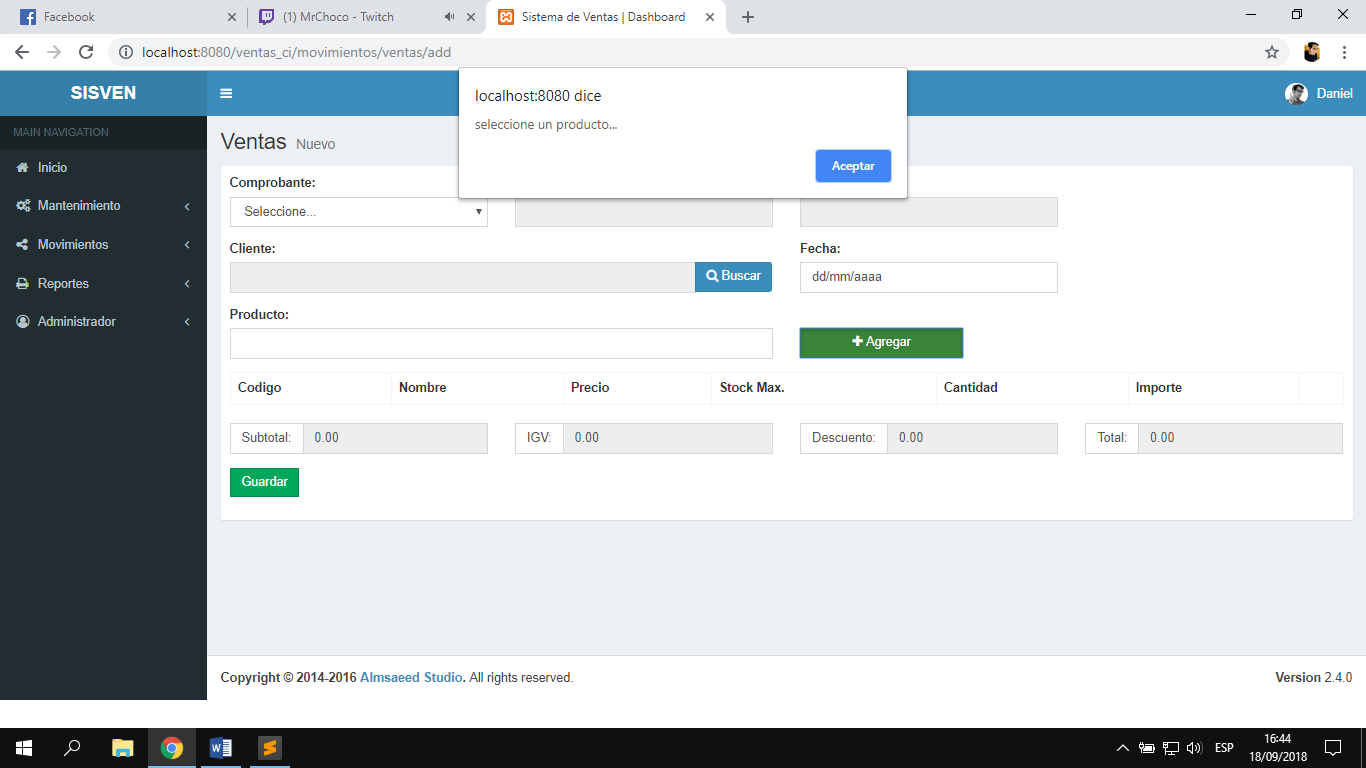 Facebook
(1) MrChoco - Twitch
Sistema de Ventas | Dashboard
localhost:8080/ventas_ci/movimientos/ventas/add
SISVEN
Daniel
localhost:8080 dice
seleccione un producto...
Aceptar
MAIN NAVIGATION
Inicio
Mantenimiento
Movimientos
Reportes
Administrador
Ventas Nuevo
Comprobante:
Seleccione...
Cliente:
Fecha:
Buscar
dd/mm/aaaa
Producto:
Agregar
Codigo Nombre Precio Stock Max. Cantidad Importe
Subtotal: 0.00 IGV: 0.00 Descuento: 0.00 Total: 0.00
Guardar
Copyright © 2014-2016 Almsaeed Studio. All rights reserved.
Version 2.4.0
ESP
16:44
18/09/2018